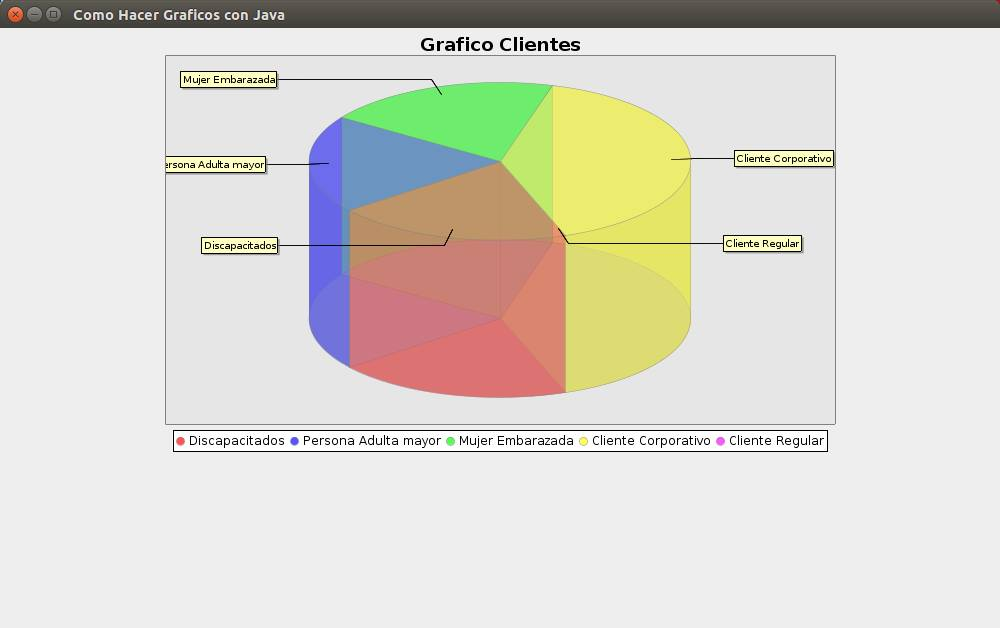 Como Hacer Graficos con Java
Grafico Clientes
Mujer Embarazada
ersona Adulta mayor
Cliente Corporativo
Discapacitados
Cliente Regular
Discapacitados Persona Adulta mayor Mujer Embarazada Cliente Corporativo Cliente Regular